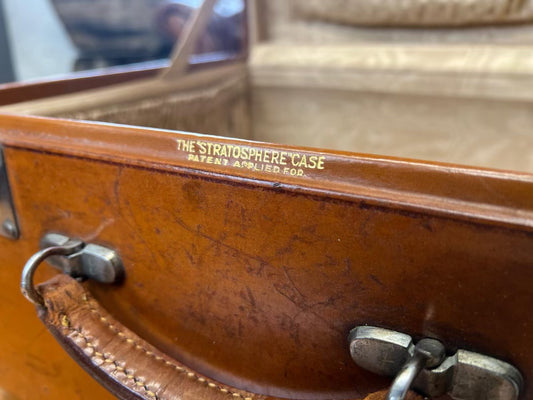 THE "STRATOSPHERE" CASE
PATENT APPLIED FOR.